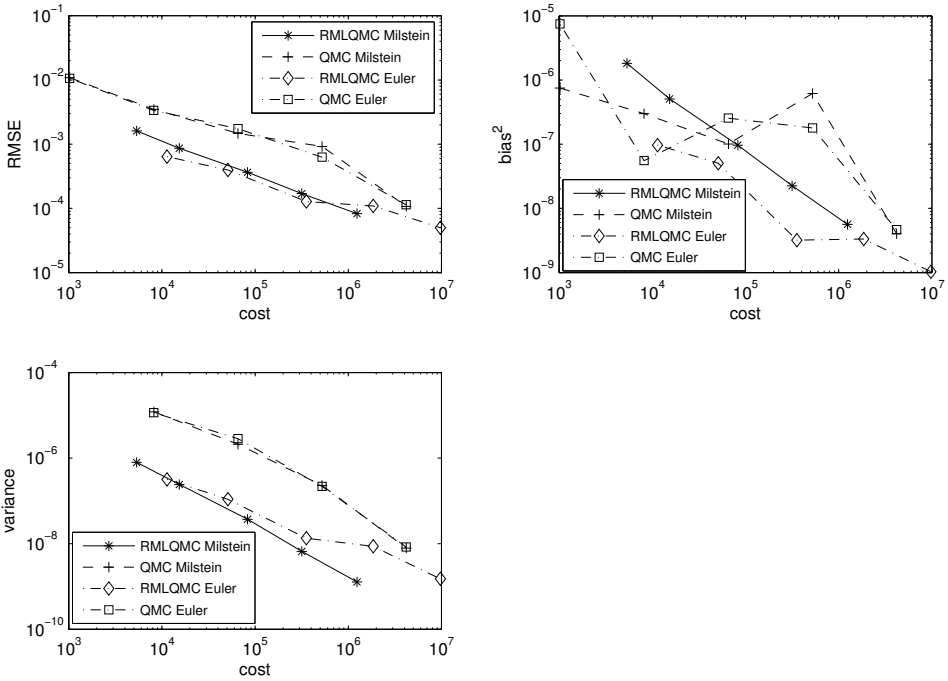 10^-1
10^-2
10^-3
10^-4
10^-5
RMSE
10^3
10^4
10^5
10^6
10^7
cost
RMLQMC Milstein
QMC Milstein
RMLQMC Euler
QMC Euler
10^-5
10^-6
10^-7
10^-8
10^-9
bias^2
10^3
10^4
10^5
10^6
10^7
cost
RMLQMC Milstein
QMC Milstein
RMLQMC Euler
QMC Euler
10^-4
10^-6
10^-8
10^-10
variance
10^3
10^4
10^5
10^6
10^7
cost
RMLQMC Milstein
QMC Milstein
RMLQMC Euler
QMC Euler